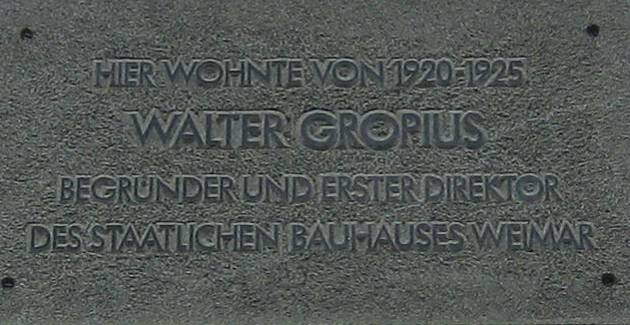 HIER WOHNTE VON 1920-1925
WALTER GROPIUS
BEGRÜNDER UND ERSTER DIREKTOR
DES STAATLICHEN BAUHAUSES WEIMAR